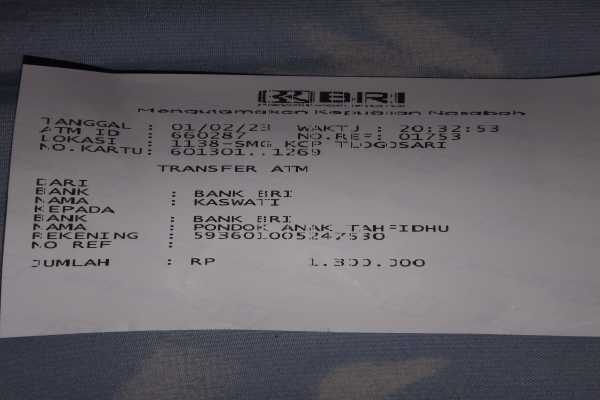 BRI
Mengutamakan Kepuasan Nasabah
TANGGAL : 01/02/23 WAKTU : 20:32:53
ATM ID : 660287 NO.REF: 01753
LOKASI : 1138-SMG KCP TLOGOSARI
NO.KARTU: 601301..1269
TRANSFER ATM
DARI
BANK : BANK BRI
NAMA : KASWATI
KEPADA
BANK : BANK BRI
NAMA : PONDOK ANAK TAHFIDHU
REKENING : 593601005247530
NO REF :
JUMLAH : RP 1.300.000